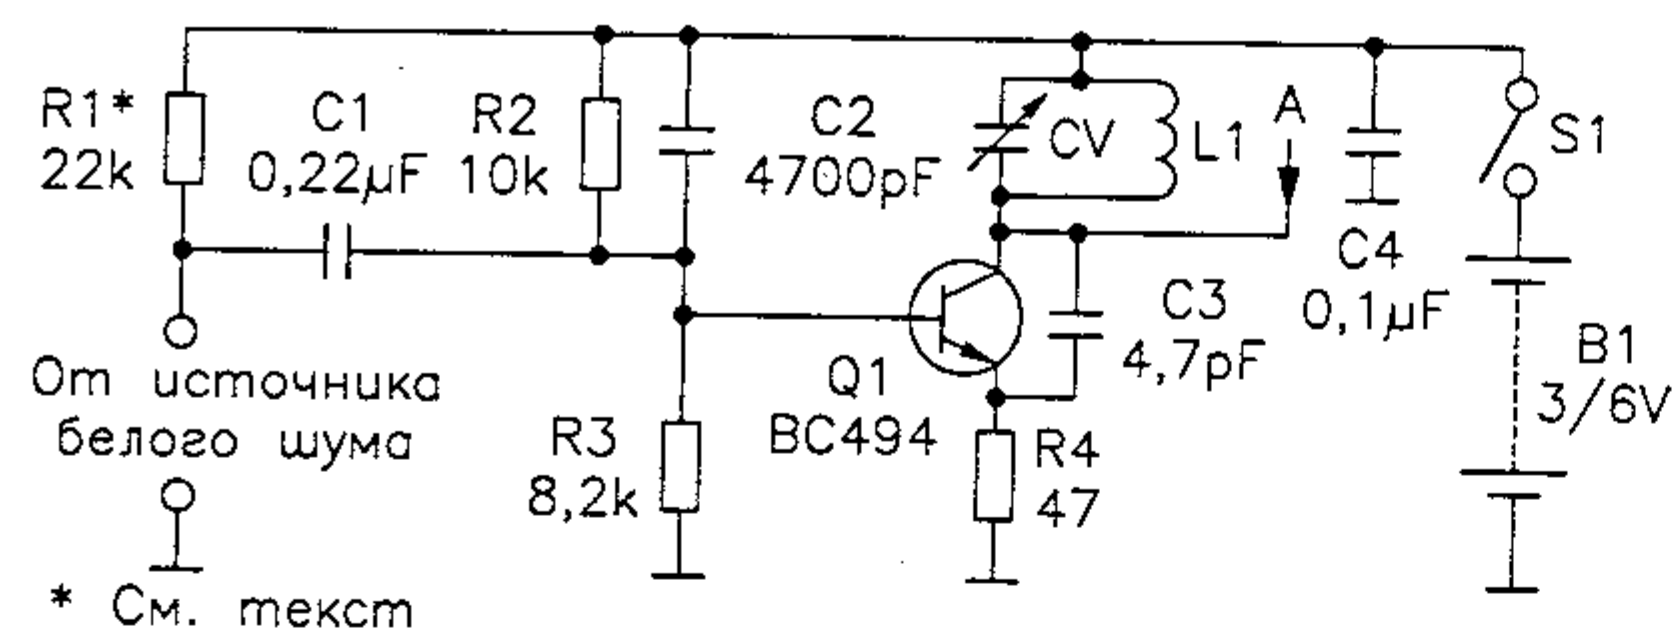 R1*
22k
C1
0,22μF
R2
10k
C2
4700pF
CV
L1
A
S1
C4
0,1μF
C3
4,7pF
B1
3/6V
От источника
белого шума
Q1
BC494
R3
8,2k
R4
47
* См. текст